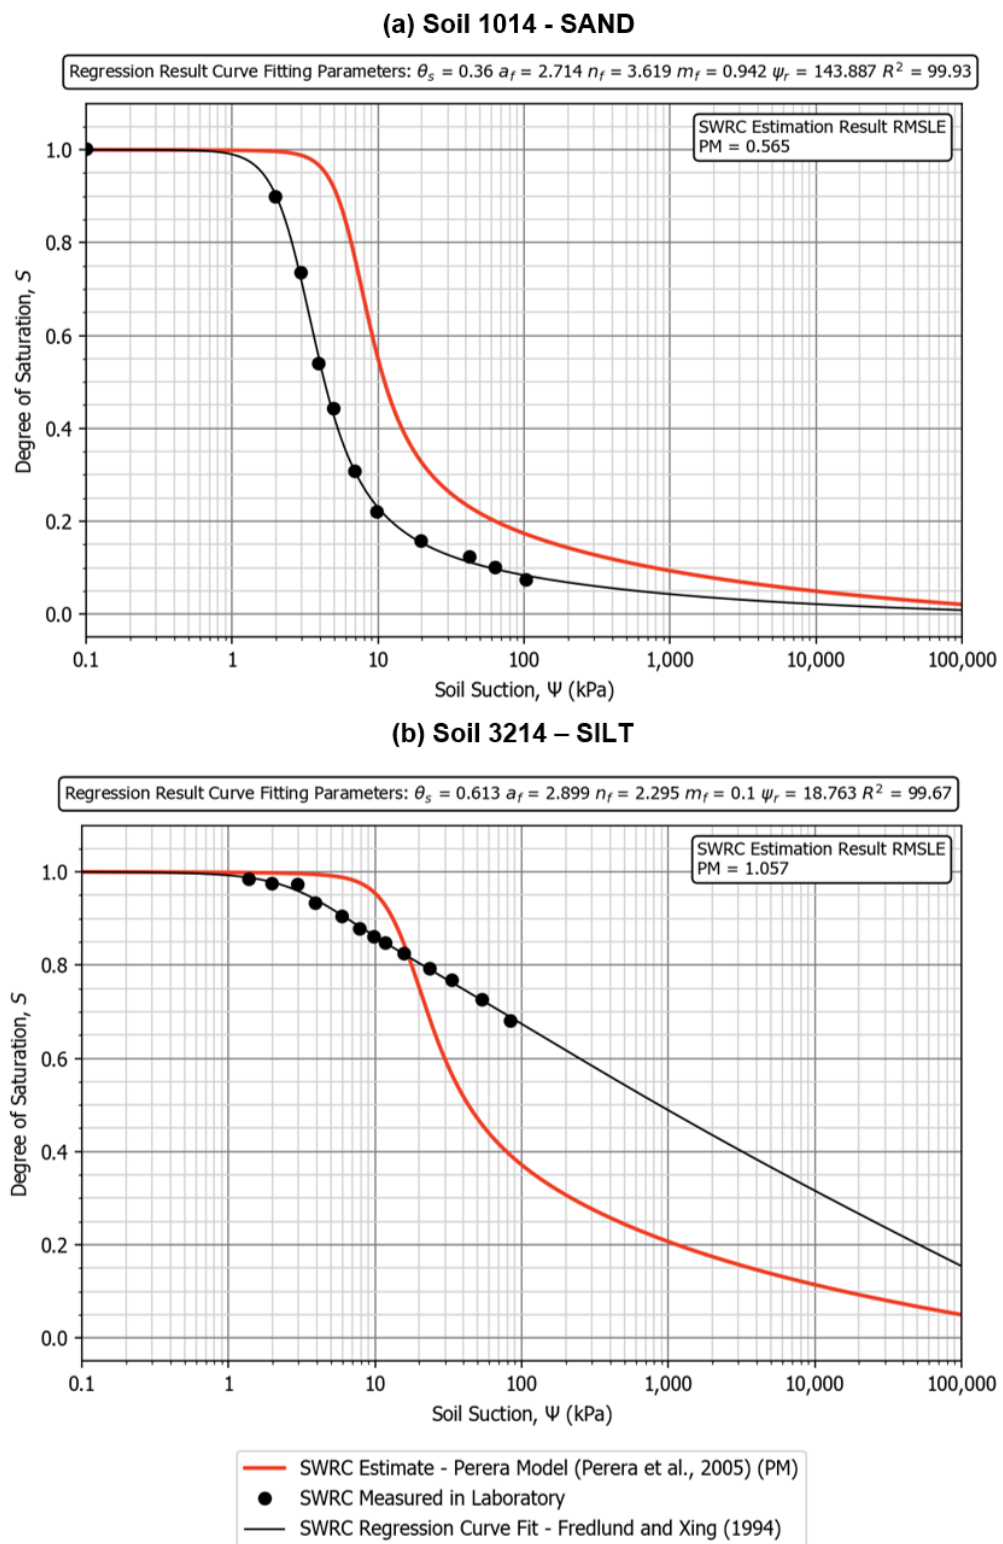 (a) Soil 1014 - SAND
Regression Result Curve Fitting Parameters: θs = 0.36 af = 2.714 nf = 3.619 mf = 0.942 ψr = 143.887 R² = 99.93
SWRC Estimation Result RMSLE
PM = 0.565
1.0
0.8
0.6
0.4
0.2
0.0
Degree of Saturation, S
0.1 1 10 100 1,000 10,000 100,000
Soil Suction, Ψ (kPa)
(b) Soil 3214 – SILT
Regression Result Curve Fitting Parameters: θs = 0.613 af = 2.899 nf = 2.295 mf = 0.1 ψr = 18.763 R² = 99.67
SWRC Estimation Result RMSLE
PM = 1.057
1.0
0.8
0.6
0.4
0.2
0.0
Degree of Saturation, S
0.1 1 10 100 1,000 10,000 100,000
Soil Suction, Ψ (kPa)
SWRC Estimate - Perera Model (Perera et al., 2005) (PM)
SWRC Measured in Laboratory
SWRC Regression Curve Fit - Fredlund and Xing (1994)